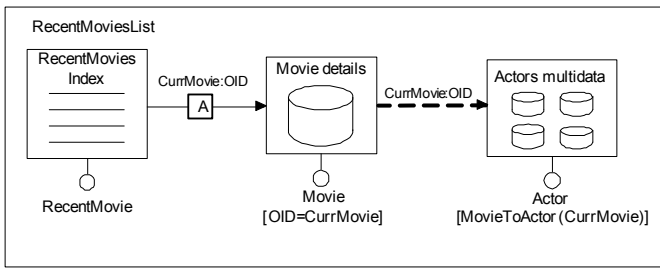 RecentMoviesList
RecentMovies
Index
CurrMovie:OID
A
Movie details
CurrMovie:OID
Actors multidata
RecentMovie
Movie
[OID=CurrMovie]
Actor
[MovieToActor (CurrMovie)]